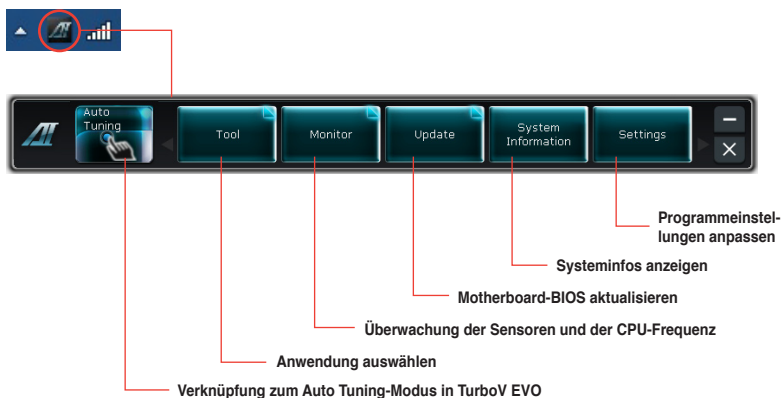 Auto
Tuning
Tool
Monitor
Update
System
Information
Settings
Programmeinstel-
lungen anpassen
Systeminfos anzeigen
Motherboard-BIOS aktualisieren
Überwachung der Sensoren und der CPU-Frequenz
Anwendung auswählen
Verknüpfung zum Auto Tuning-Modus in TurboV EVO